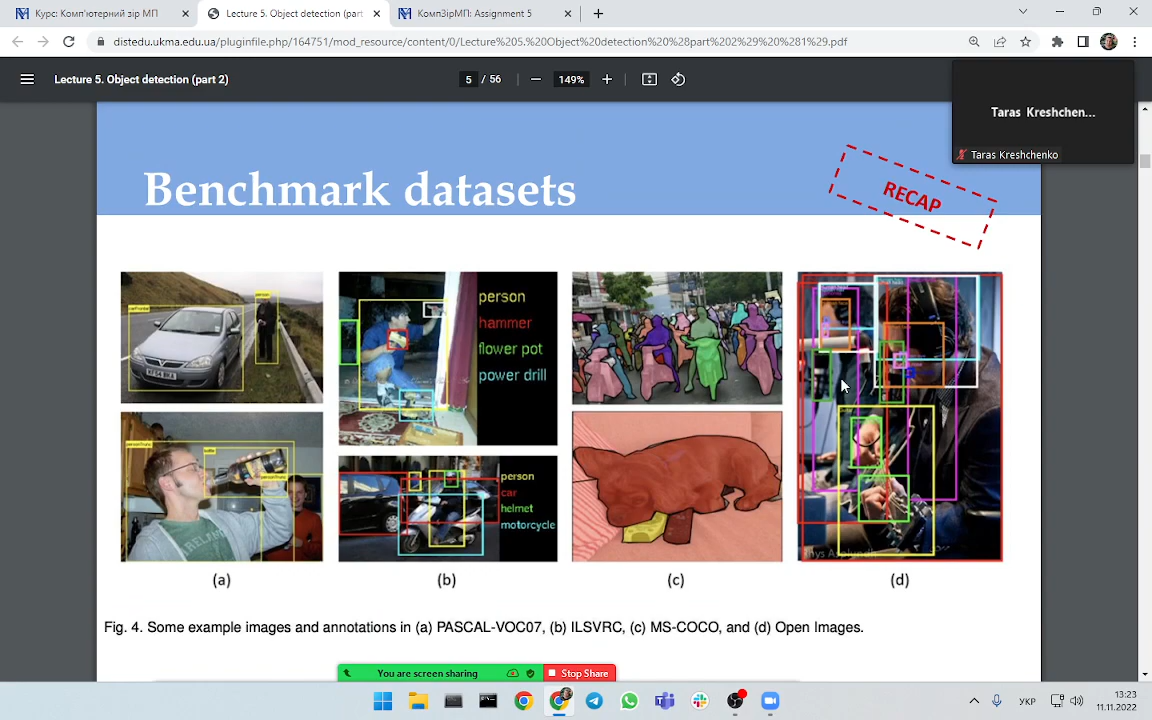 Курс: Комп'ютерний зір МП
Lecture 5. Object detection (part
КомпЗірМП: Assignment 5
distedu.ukma.edu.ua/pluginfile.php/164751/mod_resource/content/0/Lecture%205.%20Object%20detection%20%28part%202%29%20%281%29.pdf
Lecture 5. Object detection (part 2)
5 / 56
149%
Taras Kreshchen...
Taras Kreshchenko
Benchmark datasets
RECAP
person
hammer
flower pot
power drill
person
car
helmet
motorcycle
(a)
(b)
(c)
(d)
Fig. 4. Some example images and annotations in (a) PASCAL-VOC07, (b) ILSVRC, (c) MS-COCO, and (d) Open Images.
You are screen sharing
Stop Share
УКР
13:23
11.11.2022